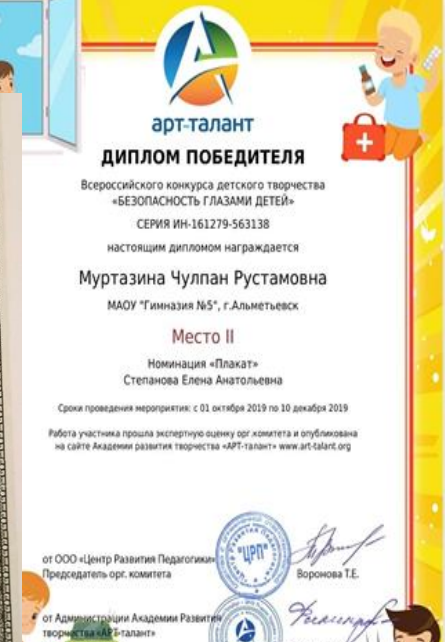 арт-талант
ДИПЛОМ ПОБЕДИТЕЛЯ
Всероссийского конкурса детского творчества
«БЕЗОПАСНОСТЬ ГЛАЗАМИ ДЕТЕЙ»
СЕРИЯ ИН-161279-563138
настоящим дипломом награждается
Муртазина Чулпан Рустамовна
МАОУ "Гимназия №5", г.Альметьевск
Место II
Номинация «Плакат»
Степанова Елена Анатольевна
Сроки проведения мероприятия: с 01 октября 2019 по 10 декабря 2019
Работа участника прошла экспертную оценку орг.комитета и опубликована
на сайте Академии развития творчества «АРТ-талант» www.art-talant.org
от ООО «Центр Развития Педагогики»
Председатель орг. комитета
"ЦРП"
Воронова Т.Е.
от Администрации Академии Развития
творчества «АРТ-талант»